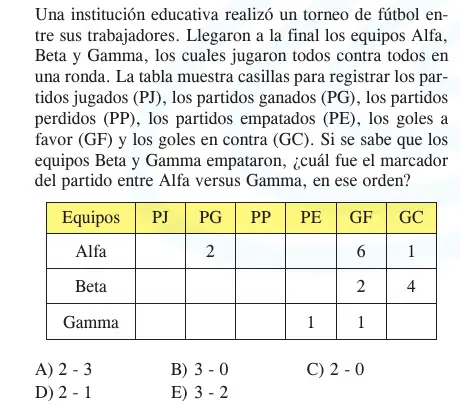 Una institución educativa realizó un torneo de fútbol en-
tre sus trabajadores. Llegaron a la final los equipos Alfa,
Beta y Gamma, los cuales jugaron todos contra todos en
una ronda. La tabla muestra casillas para registrar los par-
tidos jugados (PJ), los partidos ganados (PG), los partidos
perdidos (PP), los partidos empatados (PE), los goles a
favor (GF) y los goles en contra (GC). Si se sabe que los
equipos Beta y Gamma empataron, ¿cuál fue el marcador
del partido entre Alfa versus Gamma, en ese orden?
Equipos PJ PG PP PE GF GC
Alfa 2 6 1
Beta 2 4
Gamma 1 1
A) 2 - 3 B) 3 - 0 C) 2 - 0
D) 2 - 1 E) 3 - 2